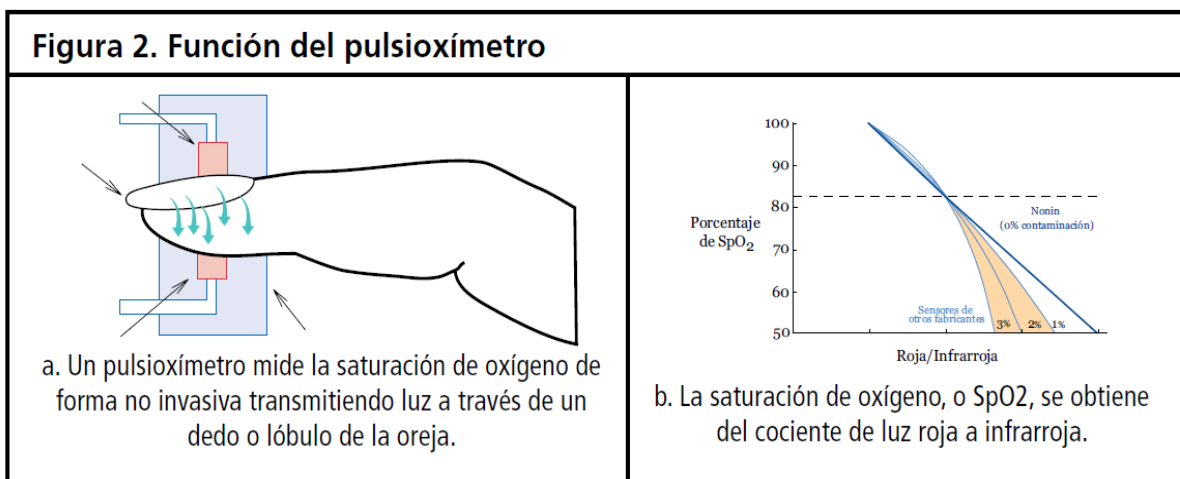 Figura 2. Función del pulsioxímetro
a. Un pulsioxímetro mide la saturación de oxígeno de
forma no invasiva transmitiendo luz a través de un
dedo o lóbulo de la oreja.
100
90
80
70
60
50
Porcentaje
de SpO2
Nonin
(0% contaminación)
Sensores de
otros fabricantes
3%
2%
1%
Roja/Infrarroja
b. La saturación de oxígeno, o SpO2, se obtiene
del cociente de luz roja a infrarroja.